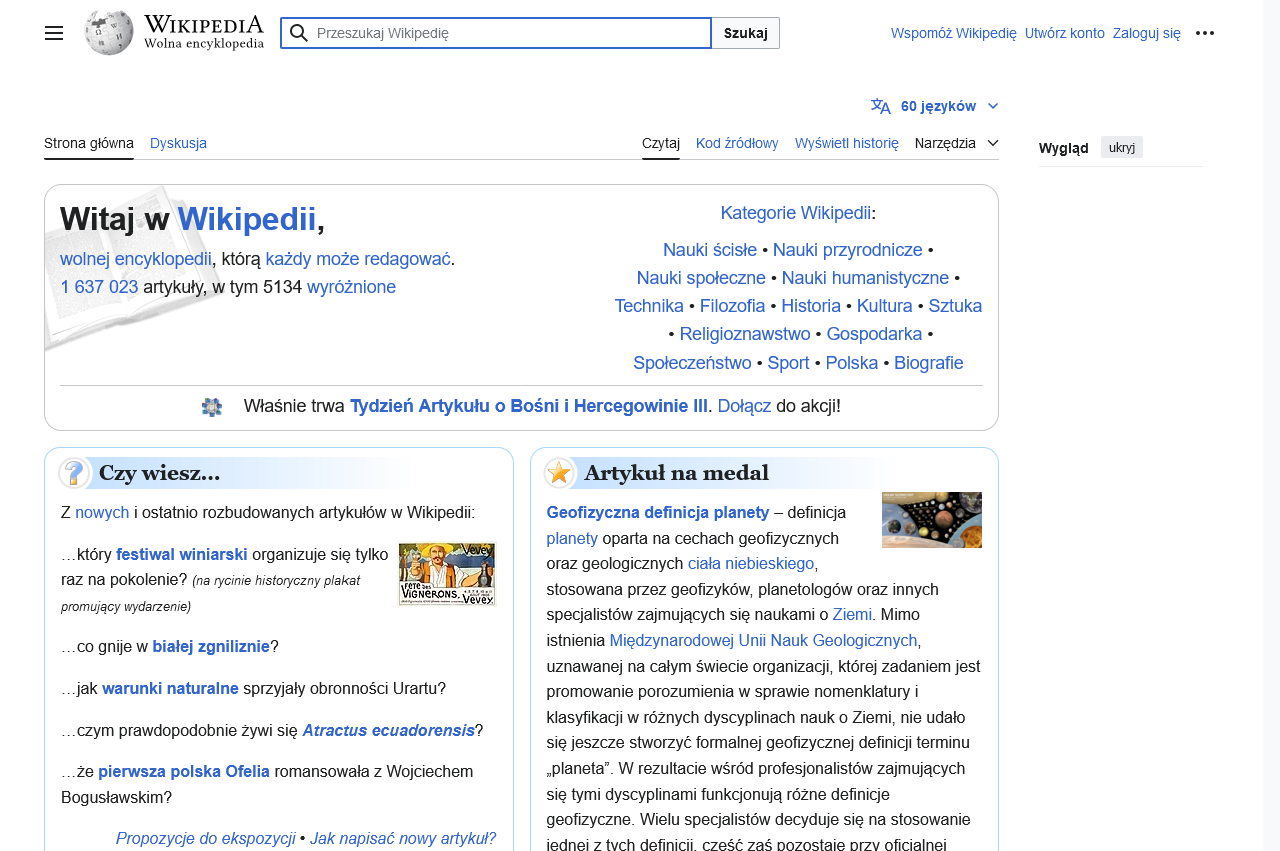 WIKIPEDIA
Wolna encyklopedia
Przeszukaj Wikipedię
Szukaj
Wspomóż Wikipedię Utwórz konto Zaloguj się
60 języków
Strona główna Dyskusja
Czytaj Kod źródłowy Wyświetl historię Narzędzia
Wygląd ukryj
Witaj w Wikipedii,
wolnej encyklopedii, którą każdy może redagować.
1 637 023 artykuły, w tym 5134 wyróżnione
Kategorie Wikipedii:
Nauki ścisłe • Nauki przyrodnicze •
Nauki społeczne • Nauki humanistyczne •
Technika • Filozofia • Historia • Kultura • Sztuka
• Religioznawstwo • Gospodarka •
Społeczeństwo • Sport • Polska • Biografie
Właśnie trwa Tydzień Artykułu o Bośni i Hercegowinie III. Dołącz do akcji!
Czy wiesz…
Z nowych i ostatnio rozbudowanych artykułów w Wikipedii:
…który festiwal winiarski organizuje się tylko
raz na pokolenie? (na rycinie historyczny plakat
promujący wydarzenie)
Vevey
FÊTE DES
VIGNERONS.
VEVEY
…co gnije w białej zgniliznie?
…jak warunki naturalne sprzyjały obronności Urartu?
…czym prawdopodobnie żywi się Atractus ecuadorensis?
…że pierwsza polska Ofelia romansowała z Wojciechem
Bogusławskim?
Propozycje do ekspozycji • Jak napisać nowy artykuł?
Artykuł na medal
Geofizyczna definicja planety – definicja
planety oparta na cechach geofizycznych
oraz geologicznych ciała niebieskiego,
stosowana przez geofizyków, planetologów oraz innych
specjalistów zajmujących się naukami o Ziemi. Mimo
istnienia Międzynarodowej Unii Nauk Geologicznych,
uznawanej na całym świecie organizacji, której zadaniem jest
promowanie porozumienia w sprawie nomenklatury i
klasyfikacji w różnych dyscyplinach nauk o Ziemi, nie udało
się jeszcze stworzyć formalnej geofizycznej definicji terminu
„planeta”. W rezultacie wśród profesjonalistów zajmujących
się tymi dyscyplinami funkcjonują różne definicje
geofizyczne. Wielu specjalistów decyduje się na stosowanie
jednej z tych definicji, część zaś pozostaje przy oficjalnej